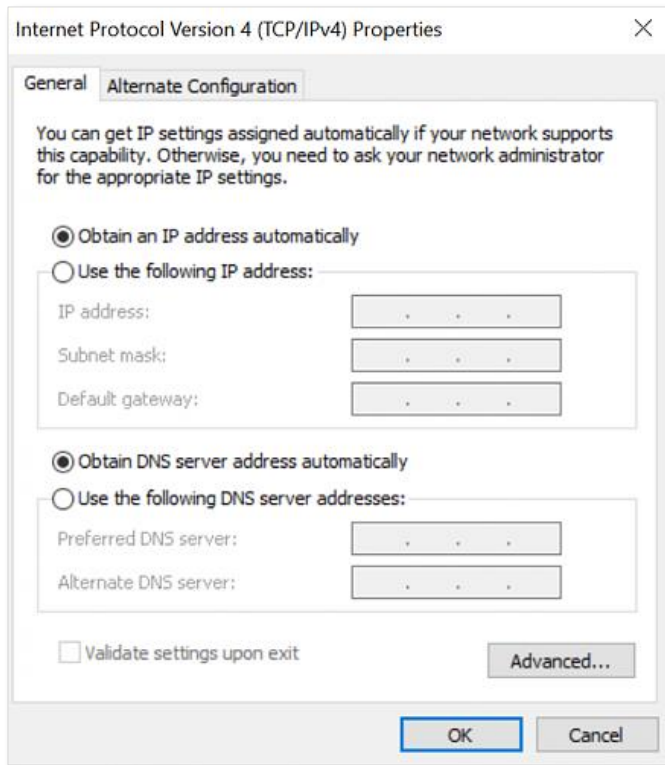 Internet Protocol Version 4 (TCP/IPv4) Properties
General
Alternate Configuration
You can get IP settings assigned automatically if your network supports
this capability. Otherwise, you need to ask your network administrator
for the appropriate IP settings.
Obtain an IP address automatically
Use the following IP address:
IP address:
Subnet mask:
Default gateway:
Obtain DNS server address automatically
Use the following DNS server addresses:
Preferred DNS server:
Alternate DNS server:
Validate settings upon exit
Advanced...
OK
Cancel